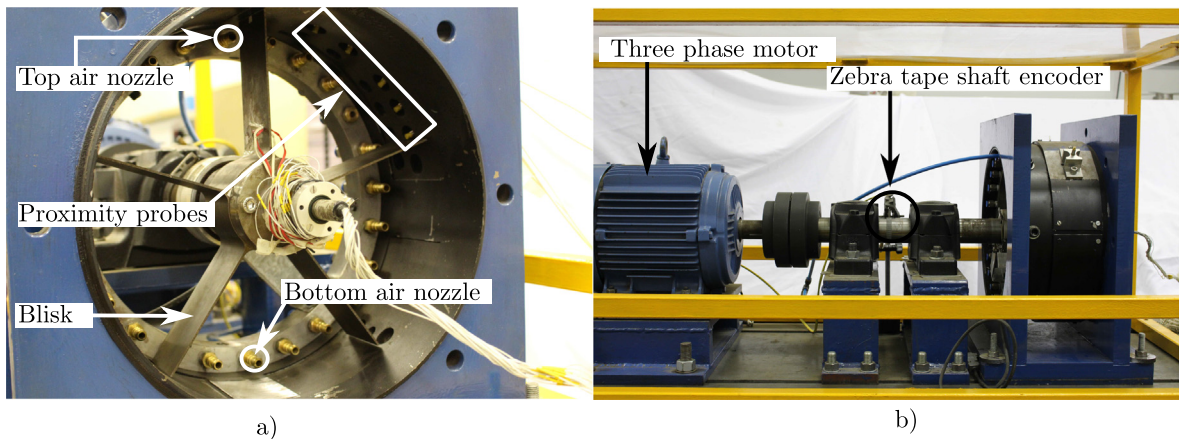 Top air nozzle
Proximity probes
Blisk
Bottom air nozzle
a)
Three phase motor
Zebra tape shaft encoder
b)